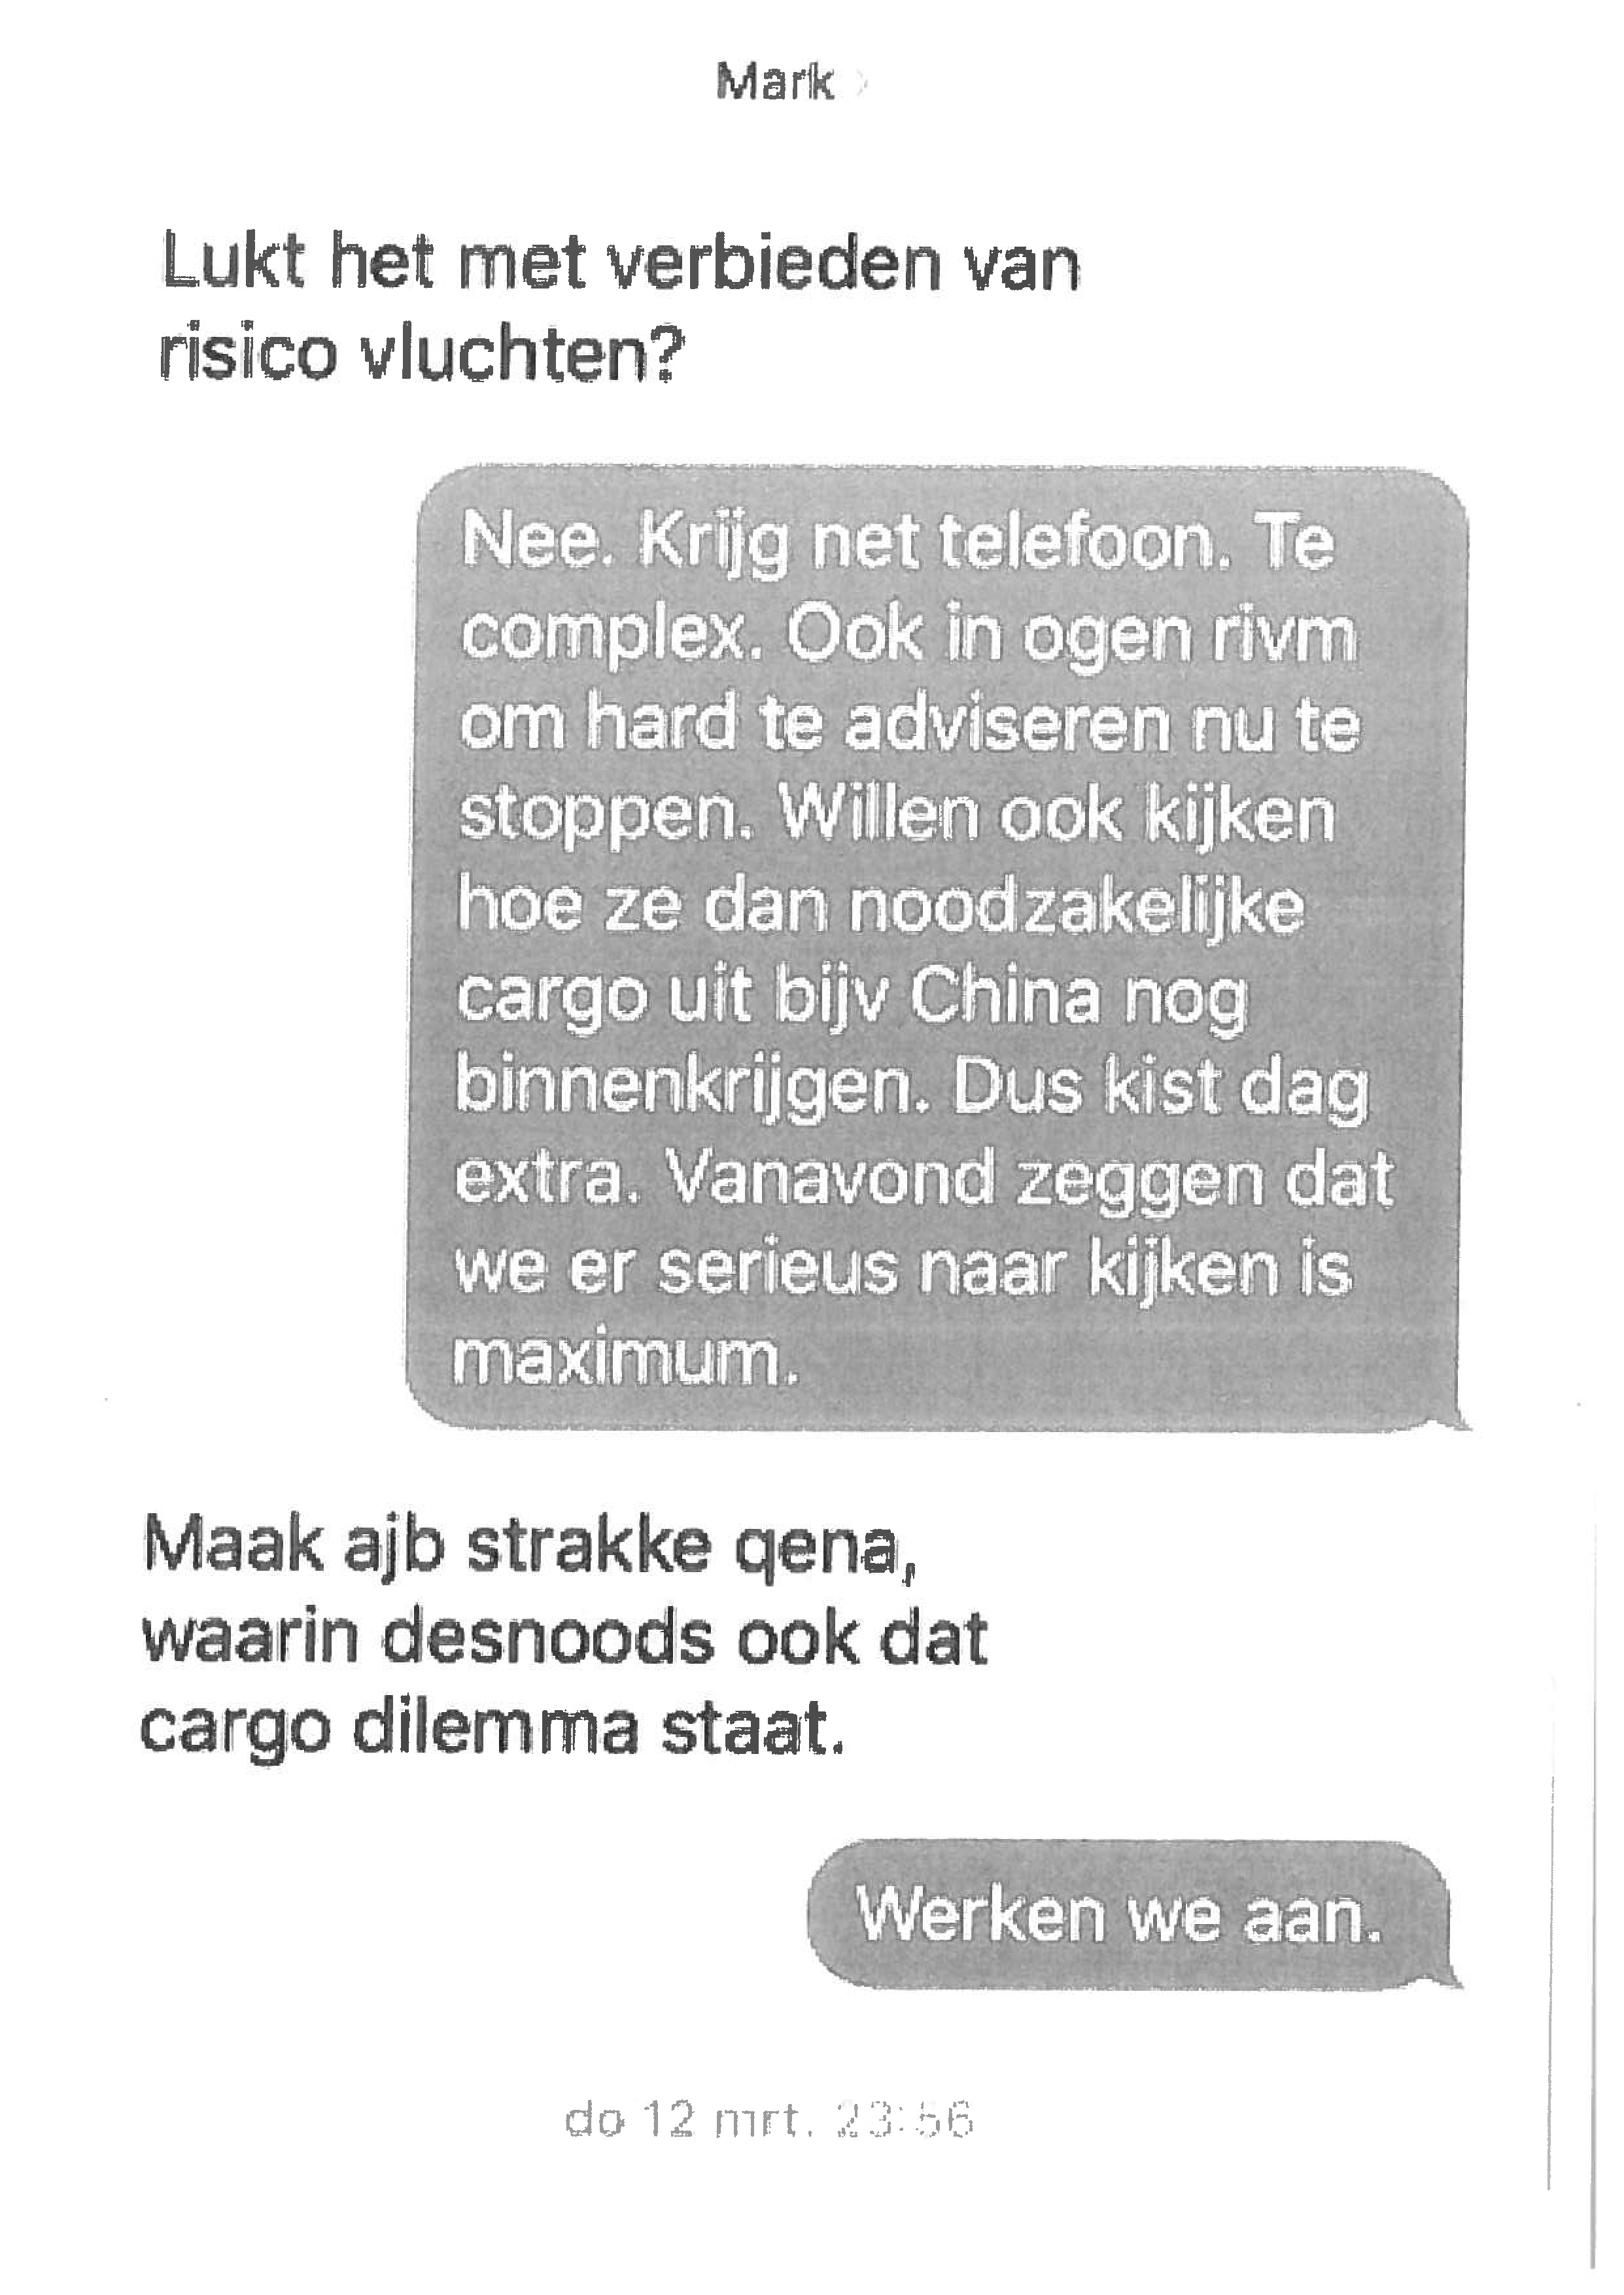 Mark
Lukt het met verbieden van
risico vluchten?
Nee. Krijg net telefoon. Te
complex. Ook in ogen rivm
om hard te adviseren nu te
stoppen. Willen ook kijken
hoe ze dan noodzakelijke
cargo uit bijv China nog
binnenkrijgen. Dus kist dag
extra. Vanavond zeggen dat
we er serieus naar kijken is
maximum.
Maak ajb strakke qena,
waarin desnoods ook dat
cargo dilemma staat.
Werken we aan.
do 12 mrt. 23:56